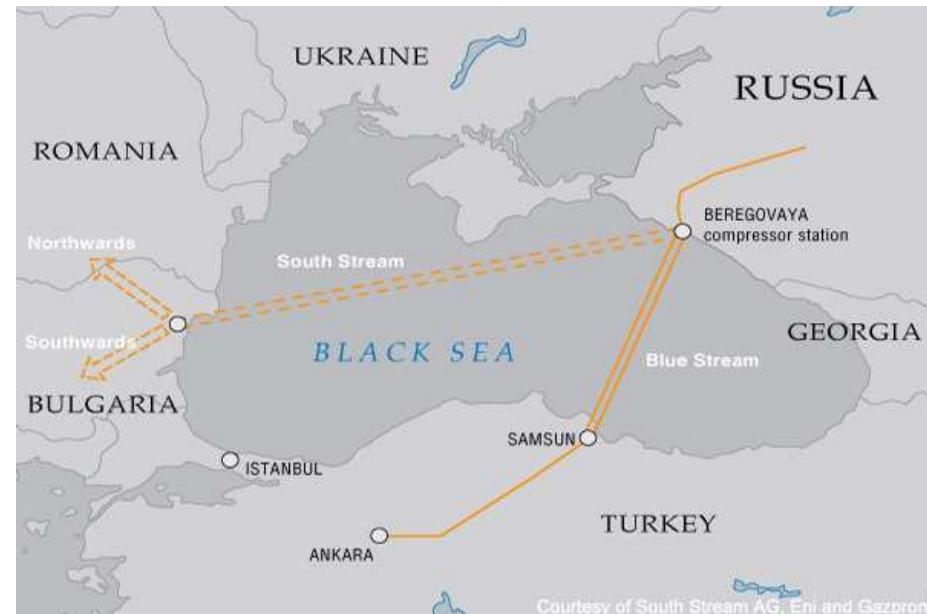 UKRAINE
RUSSIA
ROMANIA
BEREGOVAYA
compressor station
Northwards
South Stream
Southwards
BLACK SEA
GEORGIA
Blue Stream
BULGARIA
SAMSUN
ISTANBUL
TURKEY
ANKARA
Courtesy of South Stream AG, Eni and Gazprom